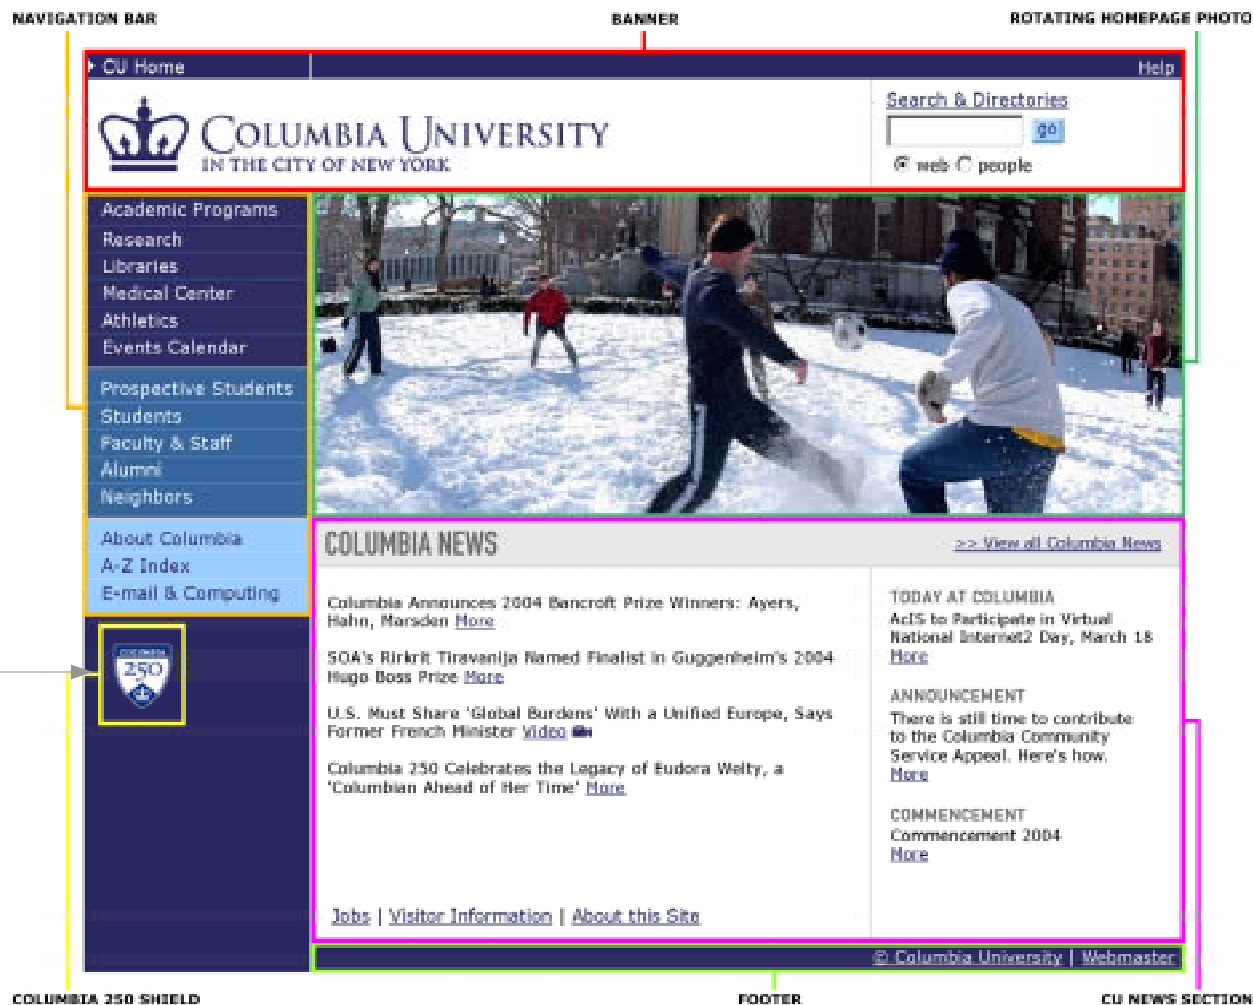 NAVIGATION BAR
BANNER
ROTATING HOMEPAGE PHOTO
CU Home
Help
COLUMBIA UNIVERSITY
IN THE CITY OF NEW YORK
Search & Directories
go
web people
Academic Programs
Research
Libraries
Medical Center
Athletics
Events Calendar
Prospective Students
Students
Faculty & Staff
Alumni
Neighbors
About Columbia
A-Z Index
E-mail & Computing
COLUMBIA
250
COLUMBIA NEWS
>> View all Columbia News
Columbia Announces 2004 Bancroft Prize Winners: Ayers,
Hahn, Marsden More
SOA's Rirkrit Tiravanija Named Finalist in Guggenheim's 2004
Hugo Boss Prize More
U.S. Must Share 'Global Burdens' With a Unified Europe, Says
Former French Minister Video
Columbia 250 Celebrates the Legacy of Eudora Welty, a
'Columbian Ahead of Her Time' More
Jobs | Visitor Information | About this Site
TODAY AT COLUMBIA
AcIS to Participate in Virtual
National Internet2 Day, March 18
More
ANNOUNCEMENT
There is still time to contribute
to the Columbia Community
Service Appeal. Here's how.
More
COMMENCEMENT
Commencement 2004
More
© Columbia University | Webmaster
COLUMBIA 250 SHIELD
FOOTER
CU NEWS SECTION